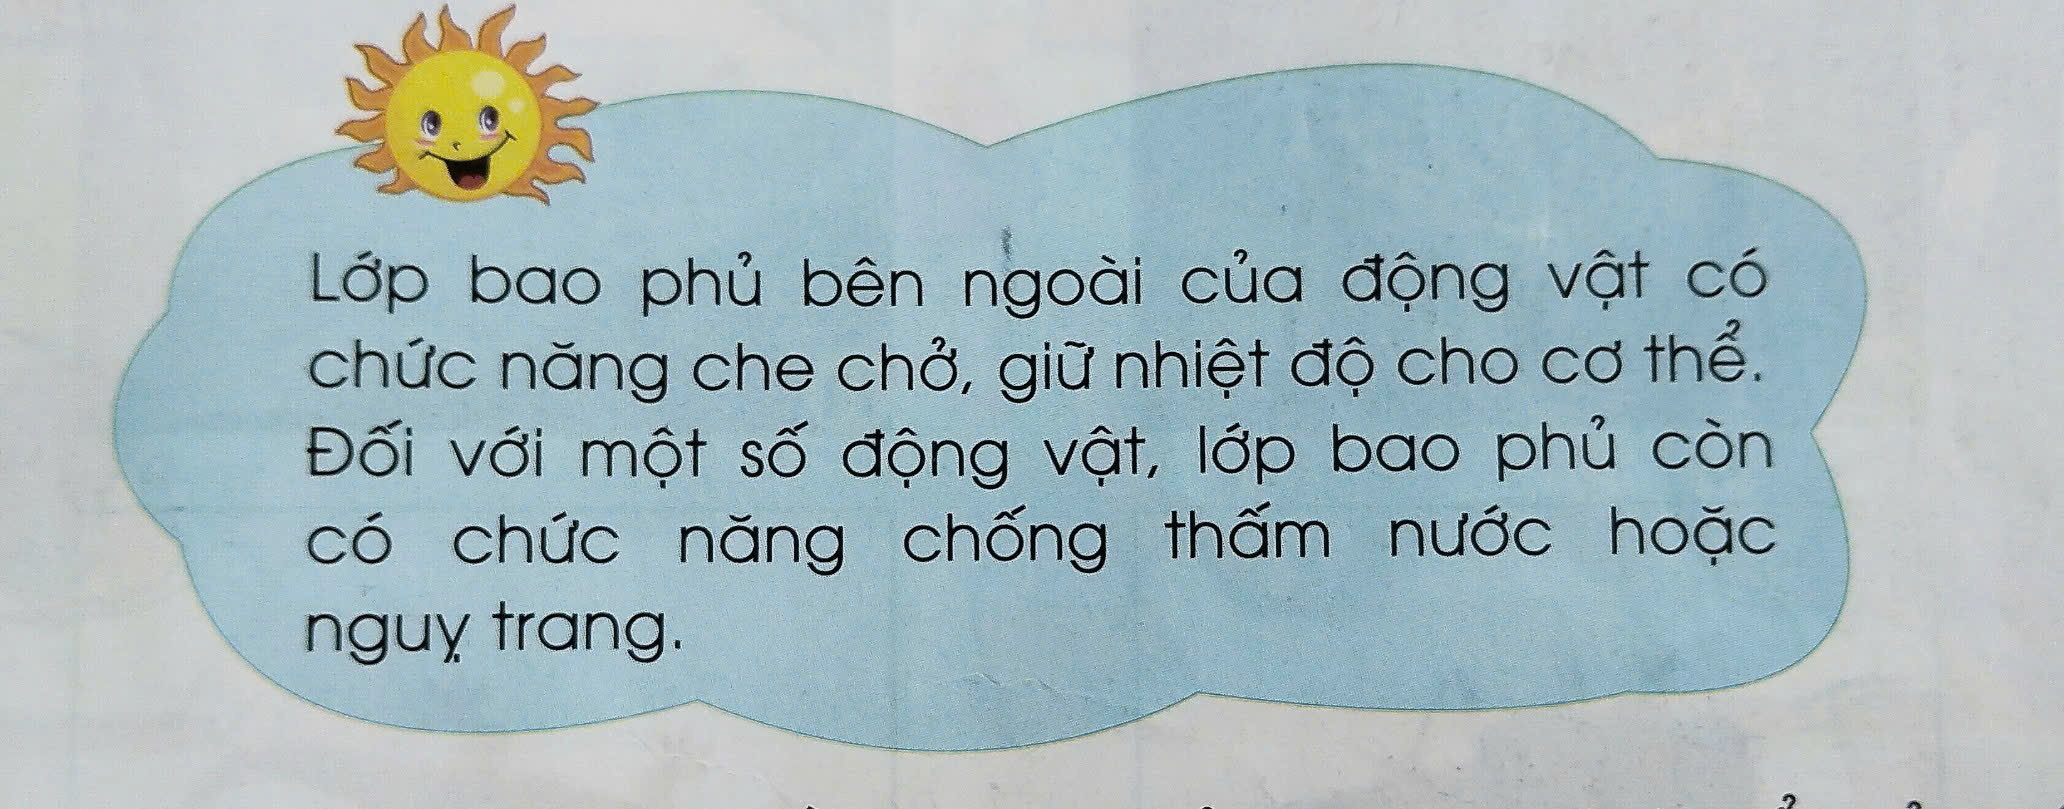 Lớp bao phủ bên ngoài của động vật có
chức năng che chở, giữ nhiệt độ cho cơ thể.
Đối với một số động vật, lớp bao phủ còn
có chức năng chống thấm nước hoặc
nguỵ trang.